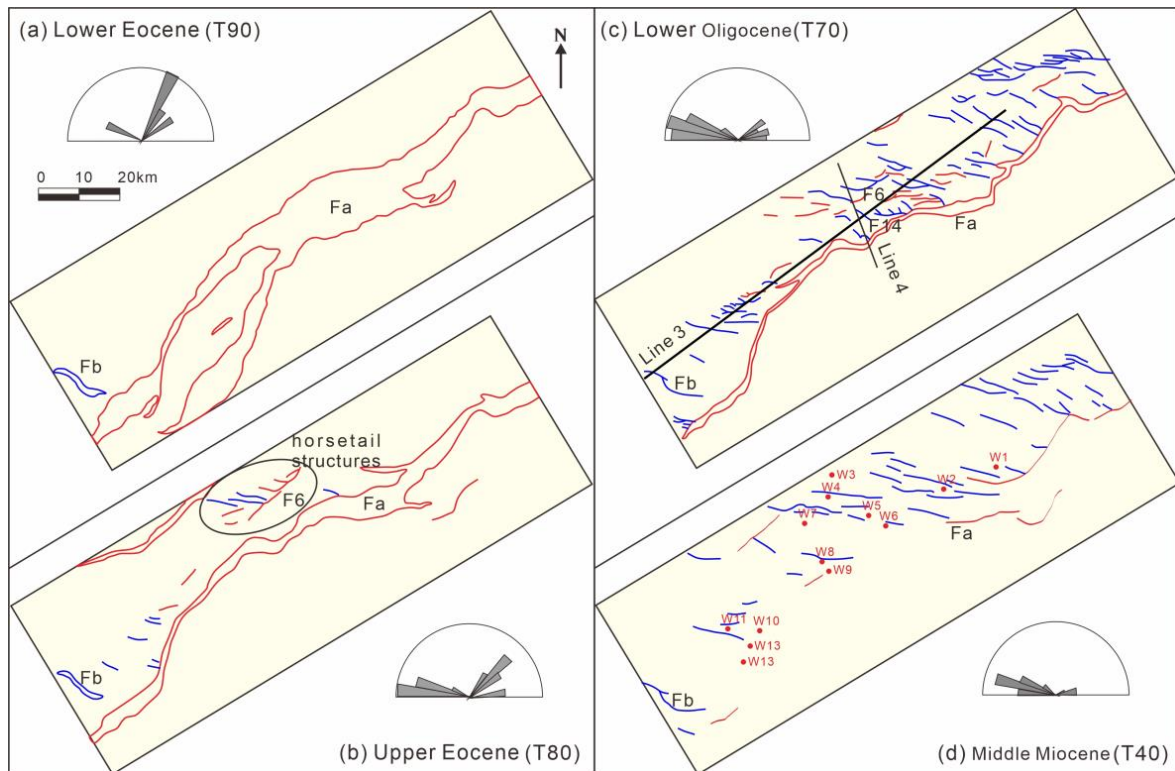 (a) Lower Eocene (T90)
N
0 10 20km
Fa
Fb
horsetail
structures
F6
Fa
Fb
(b) Upper Eocene (T80)
(c) Lower Oligocene (T70)
F6
F14
Fa
Line 4
Line 3
Fb
W1
W3
W2
W4
W5
W7
W6
Fa
W8
W9
W11
W10
W13
W13
Fb
(d) Middle Miocene (T40)